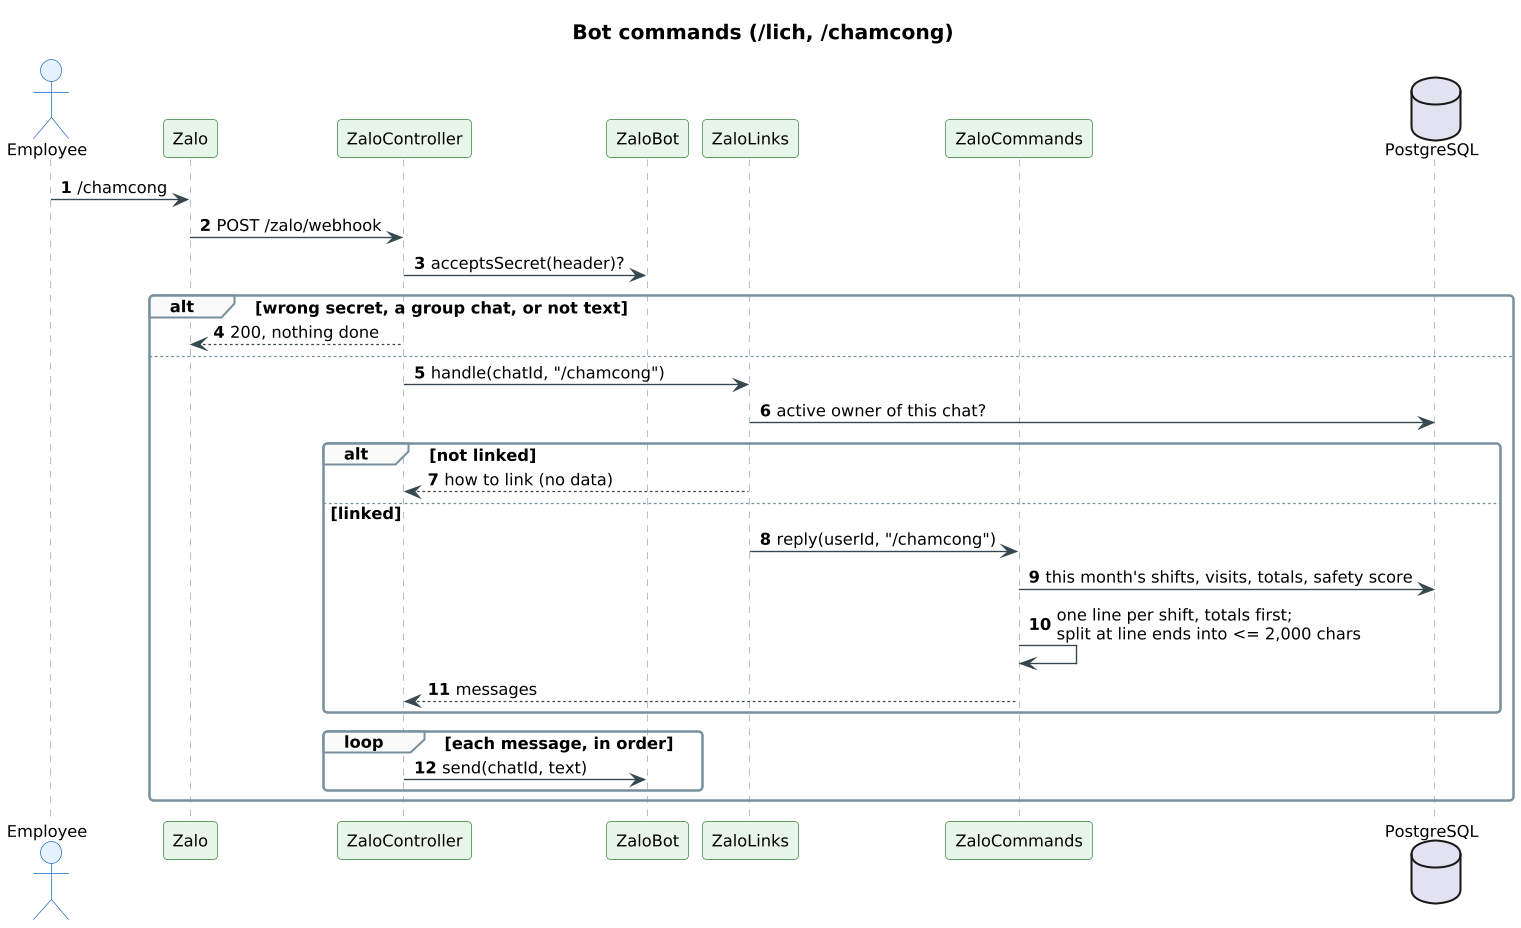 Bot commands (/lich, /chamcong)
Employee
Zalo
ZaloController
ZaloBot
ZaloLinks
ZaloCommands
PostgreSQL
1 /chamcong
2 POST /zalo/webhook
3 acceptsSecret(header)?
alt
[wrong secret, a group chat, or not text]
4 200, nothing done
5 handle(chatId, "/chamcong")
6 active owner of this chat?
alt
[not linked]
7 how to link (no data)
[linked]
8 reply(userId, "/chamcong")
9 this month's shifts, visits, totals, safety score
10 one line per shift, totals first;
split at line ends into <= 2,000 chars
11 messages
loop
[each message, in order]
12 send(chatId, text)
Employee
Zalo
ZaloController
ZaloBot
ZaloLinks
ZaloCommands
PostgreSQL